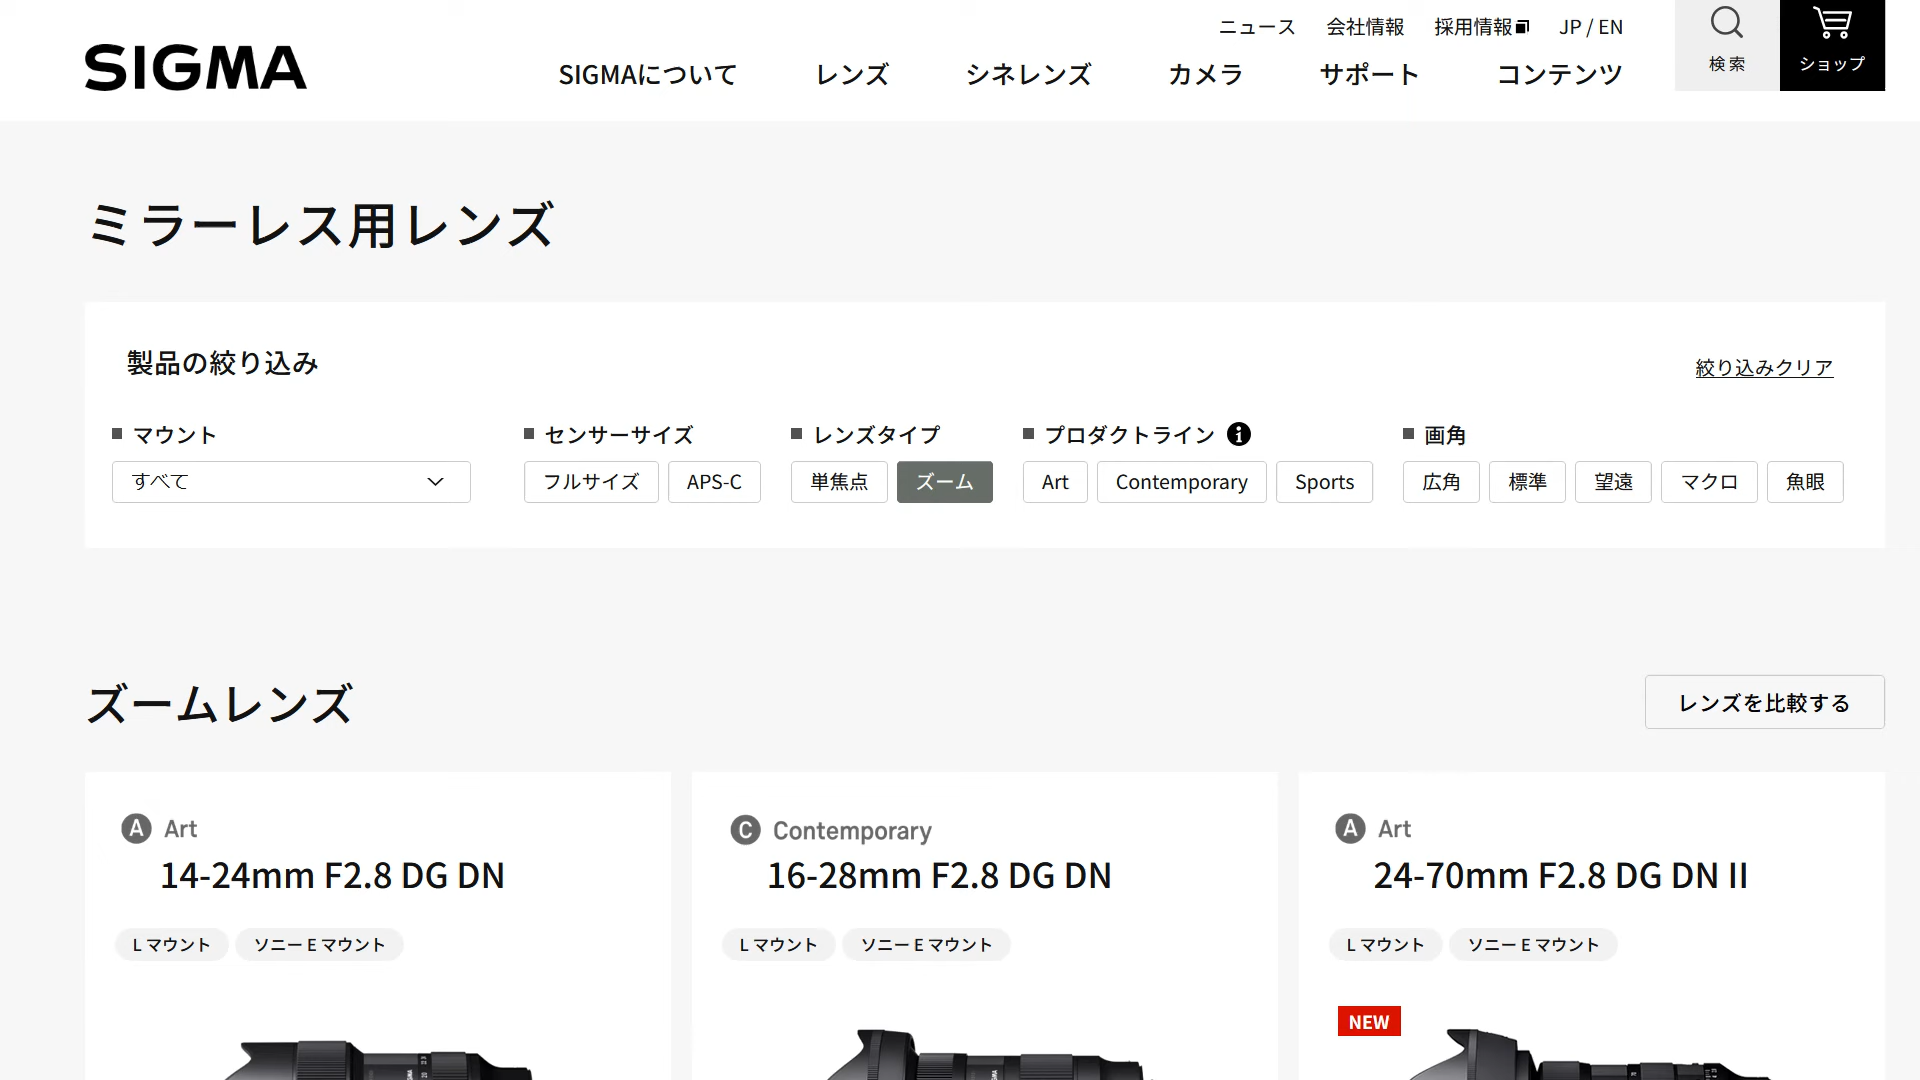 ニュース 会社情報 採用情報 JP / EN
SIGMA
SIGMAについて レンズ シネレンズ カメラ サポート コンテンツ
検索
ショップ
ミラーレス用レンズ
製品の絞り込み
絞り込みクリア
マウント
すべて
センサーサイズ
フルサイズ APS-C
レンズタイプ
単焦点 ズーム
プロダクトライン
Art Contemporary Sports
画角
広角 標準 望遠 マクロ 魚眼
ズームレンズ
レンズを比較する
A Art
14-24mm F2.8 DG DN
L マウント ソニー E マウント
C Contemporary
16-28mm F2.8 DG DN
L マウント ソニー E マウント
A Art
24-70mm F2.8 DG DN II
L マウント ソニー E マウント
NEW